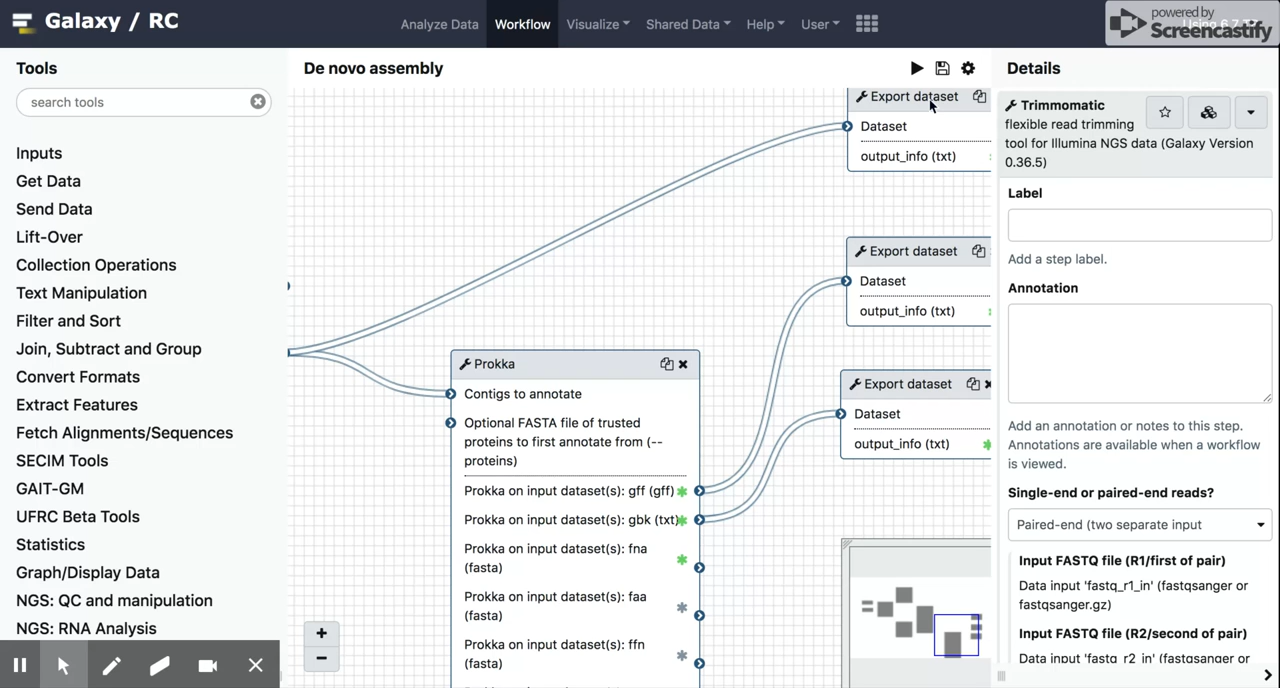 Galaxy / RC
Analyze Data
Workflow
Visualize
Shared Data
Help
User
powered by
Screencastify
Tools
search tools
Inputs
Get Data
Send Data
Lift-Over
Collection Operations
Text Manipulation
Filter and Sort
Join, Subtract and Group
Convert Formats
Extract Features
Fetch Alignments/Sequences
SECIM Tools
GAIT-GM
UFRC Beta Tools
Statistics
Graph/Display Data
NGS: QC and manipulation
NGS: RNA Analysis
De novo assembly
Export dataset
Dataset
output_info (txt)
Export dataset
Dataset
output_info (txt)
Export dataset
Dataset
output_info (txt)
Prokka
Contigs to annotate
Optional FASTA file of trusted
proteins to first annotate from (--
proteins)
Prokka on input dataset(s): gff (gff)
Prokka on input dataset(s): gbk (txt)
Prokka on input dataset(s): fna
(fasta)
Prokka on input dataset(s): faa
(fasta)
Prokka on input dataset(s): ffn
(fasta)
Details
Trimmomatic
flexible read trimming
tool for Illumina NGS data (Galaxy Version
0.36.5)
Label
Add a step label.
Annotation
Add an annotation or notes to this step.
Annotations are available when a workflow
is viewed.
Single-end or paired-end reads?
Paired-end (two separate input
Input FASTQ file (R1/first of pair)
Data input 'fastq_r1_in' (fastqsanger or
fastqsanger.gz)
Input FASTQ file (R2/second of pair)
Data input 'fastq_r2_in' (fastqsanger or